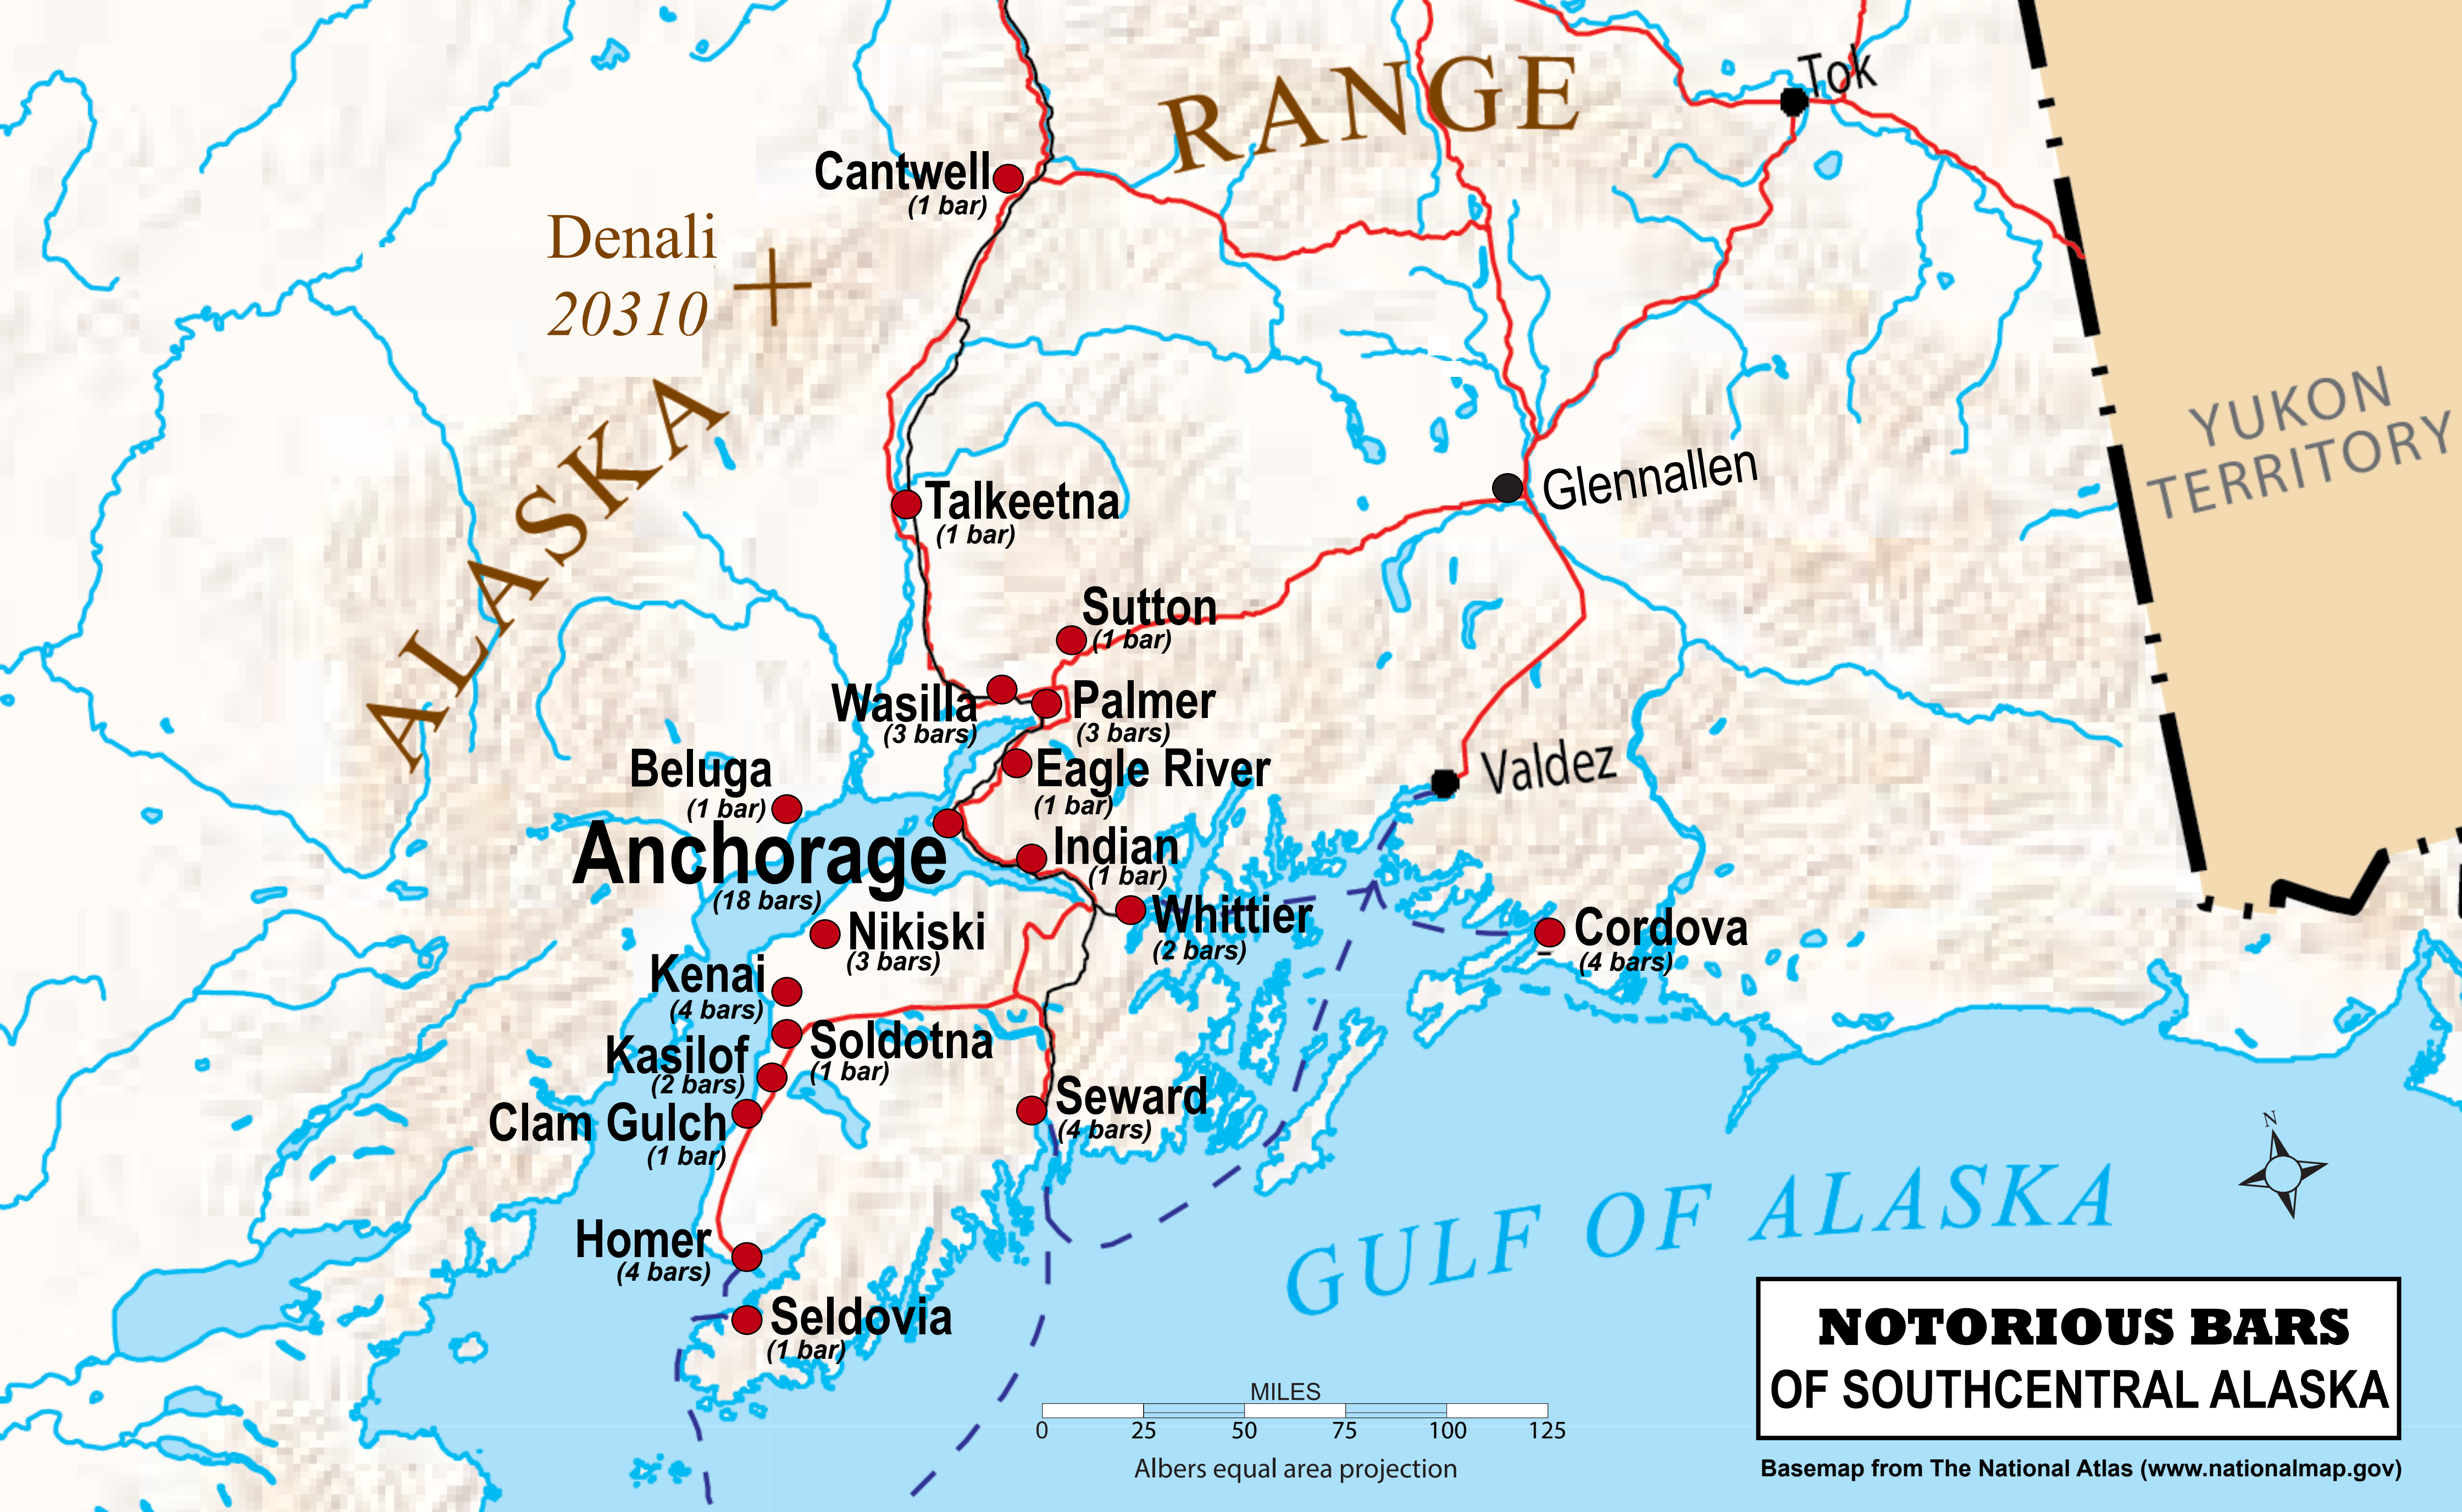 RANGE
Tok
Cantwell
(1 bar)
Denali
20310
ALASKA
YUKON
TERRITORY
Talkeetna
(1 bar)
Glennallen
Sutton
(1 bar)
Wasilla
(3 bars)
Palmer
(3 bars)
Beluga
(1 bar)
Eagle River
(1 bar)
Valdez
Anchorage
(18 bars)
Indian
(1 bar)
Whittier
(2 bars)
Cordova
(4 bars)
Nikiski
(3 bars)
Kenai
(4 bars)
Soldotna
(1 bar)
Kasilof
(2 bars)
Clam Gulch
(1 bar)
Seward
(4 bars)
N
GULF OF ALASKA
Homer
(4 bars)
Seldovia
(1 bar)
NOTORIOUS BARS
OF SOUTHCENTRAL ALASKA
MILES
0 25 50 75 100 125
Albers equal area projection
Basemap from The National Atlas (www.nationalmap.gov)